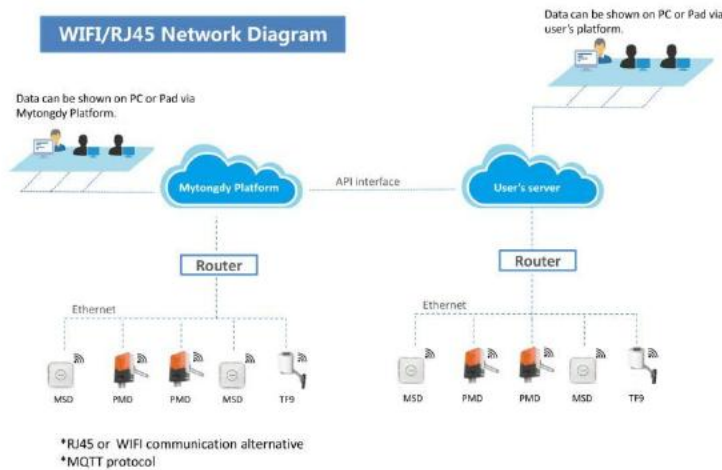 WIFI/RJ45 Network Diagram
Data can be shown on PC or Pad via
user's platform.
Data can be shown on PC or Pad via
Mytongdy Platform.
Mytongdy Platform
API interface
User's server
Router
Router
Ethernet
Ethernet
MSD PMD PMD MSD TF9
MSD PMD PMD MSD TF9
*RJ45 or WIFI communication alternative
*MQTT protocol